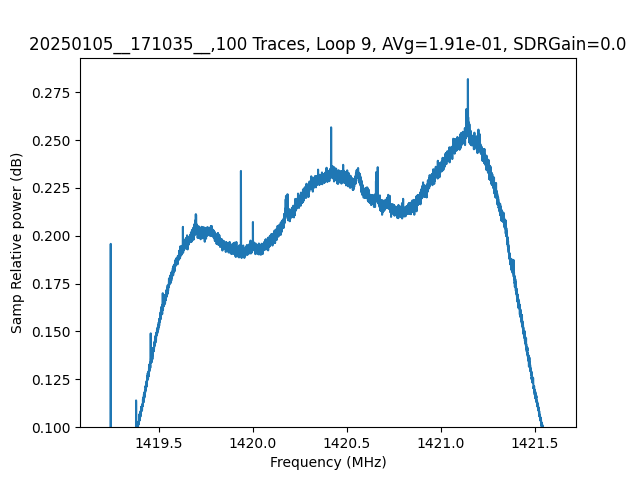 20250105__171035__,100 Traces, Loop 9, AVg=1.91e-01, SDRGain=0.0
0.275
0.250
0.225
0.200
0.175
0.150
0.125
0.100
Samp Relative power (dB)
1419.5 1420.0 1420.5 1421.0 1421.5
Frequency (MHz)